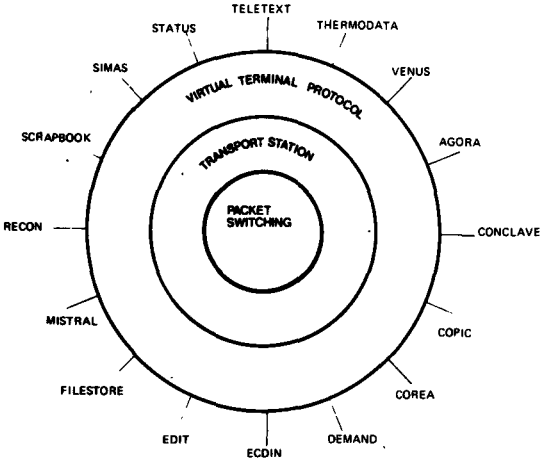 TELETEXT
STATUS
THERMODATA
SIMAS
VENUS
VIRTUAL TERMINAL PROTOCOL
SCRAPBOOK
TRANSPORT STATION
AGORA
PACKET
SWITCHING
RECON
CONCLAVE
MISTRAL
COPIC
FILESTORE
COREA
EDIT
DEMAND
ECDIN